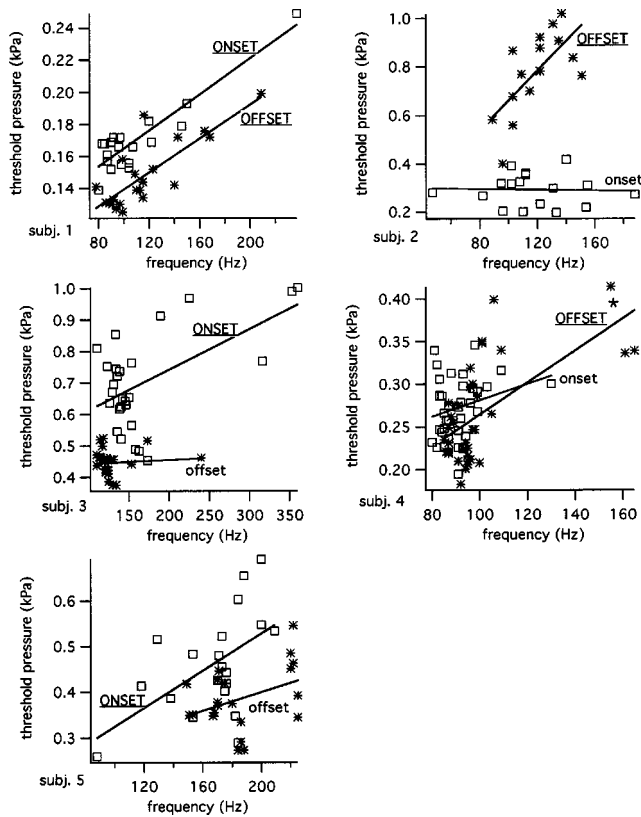 0.24
0.22
0.20
0.18
0.16
0.14
threshold pressure (kPa)
ONSET
OFFSET
80
120
160
200
subj. 1
frequency (Hz)
1.0
0.8
0.6
0.4
0.2
threshold pressure (kPa)
OFFSET
onset
60
80
100
120
140
160
180
subj. 2
frequency (Hz)
1.0
0.9
0.8
0.7
0.6
0.5
0.4
threshold pressure (kPa)
ONSET
offset
150
200
250
300
350
subj. 3
frequency (Hz)
0.40
0.35
0.30
0.25
0.20
threshold pressure (kPa)
OFFSET
onset
80
100
120
140
160
subj. 4
frequency (Hz)
0.6
0.5
0.4
0.3
threshold pressure (kPa)
ONSET
offset
120
160
200
subj. 5
frequency (Hz)